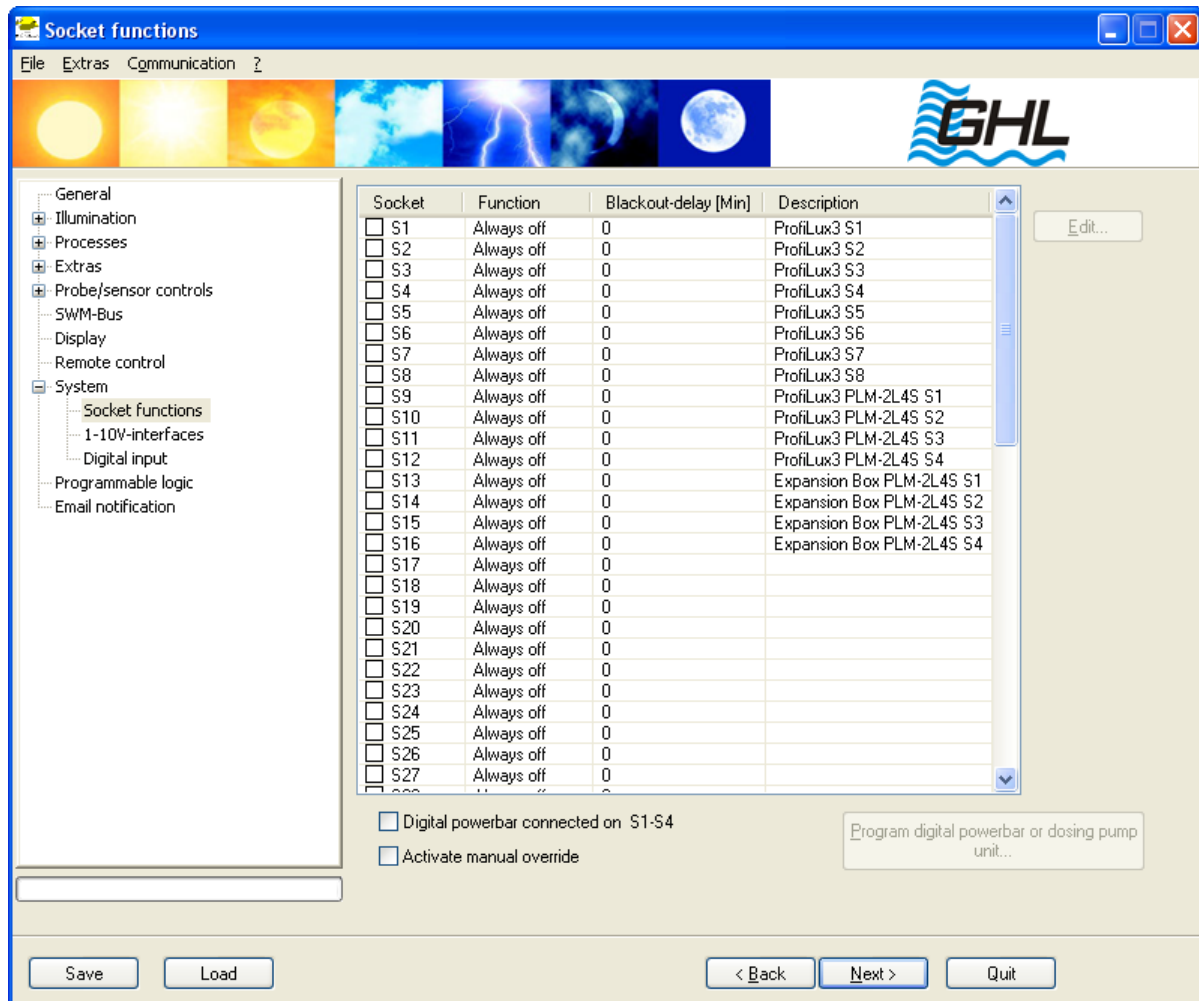 Socket functions
File Extras Communication ?
GHL
General
Illumination
Processes
Extras
Probe/sensor controls
SWM-Bus
Display
Remote control
System
Socket functions
1-10V-interfaces
Digital input
Programmable logic
Email notification
Socket Function Blackout-delay [Min] Description
S1 Always off 0 ProfiLux3 S1
S2 Always off 0 ProfiLux3 S2
S3 Always off 0 ProfiLux3 S3
S4 Always off 0 ProfiLux3 S4
S5 Always off 0 ProfiLux3 S5
S6 Always off 0 ProfiLux3 S6
S7 Always off 0 ProfiLux3 S7
S8 Always off 0 ProfiLux3 S8
S9 Always off 0 ProfiLux3 PLM-2L4S S1
S10 Always off 0 ProfiLux3 PLM-2L4S S2
S11 Always off 0 ProfiLux3 PLM-2L4S S3
S12 Always off 0 ProfiLux3 PLM-2L4S S4
S13 Always off 0 Expansion Box PLM-2L4S S1
S14 Always off 0 Expansion Box PLM-2L4S S2
S15 Always off 0 Expansion Box PLM-2L4S S3
S16 Always off 0 Expansion Box PLM-2L4S S4
S17 Always off 0
S18 Always off 0
S19 Always off 0
S20 Always off 0
S21 Always off 0
S22 Always off 0
S23 Always off 0
S24 Always off 0
S25 Always off 0
S26 Always off 0
S27 Always off 0
Edit...
Digital powerbar connected on S1-S4
Activate manual override
Program digital powerbar or dosing pump
unit...
Save Load < Back Next > Quit